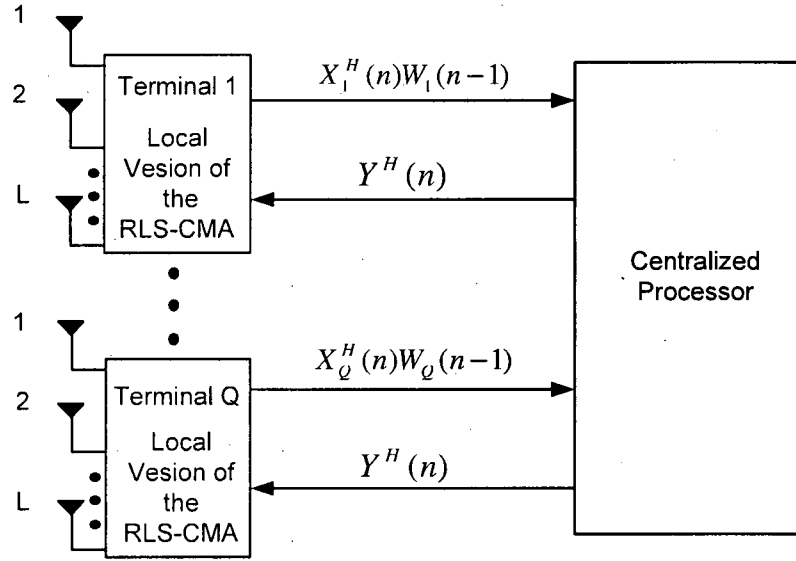 1
2
L
Terminal 1
Local
Vesion of
the
RLS-CMA
X_1^H(n)W_1(n−1)
Y^H(n)
Centralized
Processor
1
2
L
Terminal Q
Local
Vesion of
the
RLS-CMA
X_Q^H(n)W_Q(n−1)
Y^H(n)